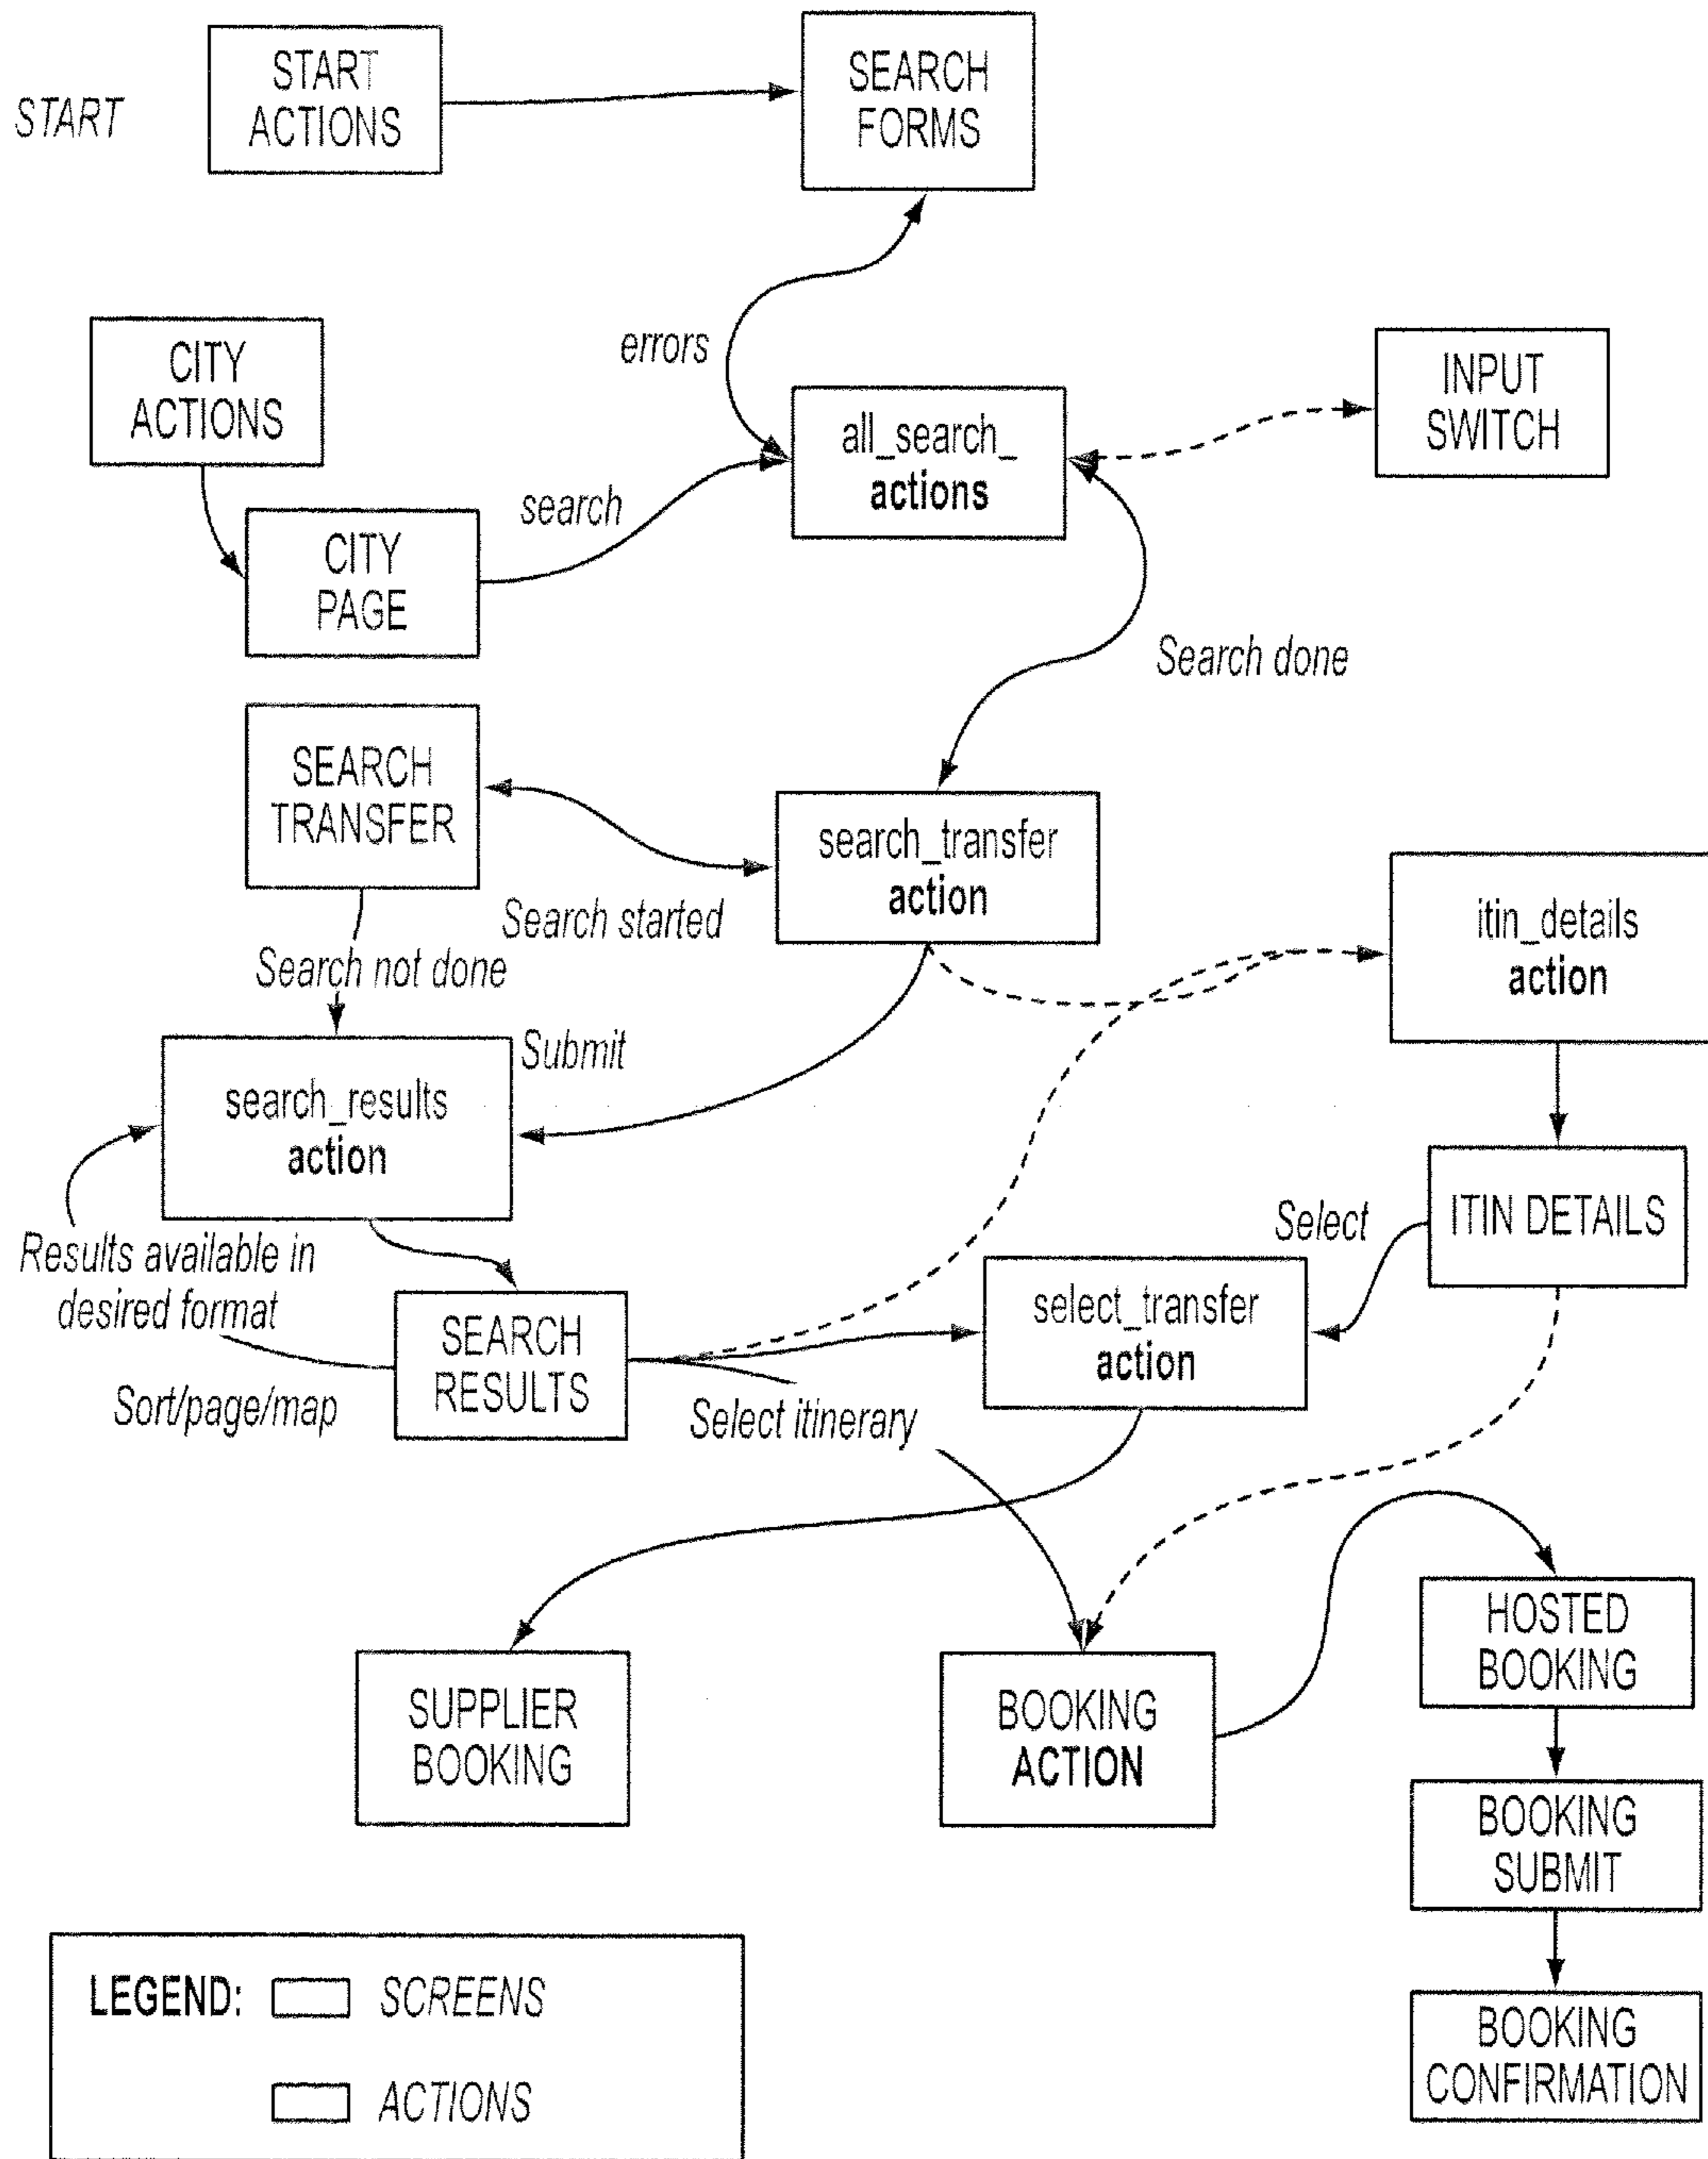 START
START
ACTIONS
SEARCH
FORMS
errors
CITY
ACTIONS
all_search_
actions
INPUT
SWITCH
search
CITY
PAGE
Search done
SEARCH
TRANSFER
search_transfer
action
Search started
Search not done
itin_details
action
Submit
search_results
action
Results available in
desired format
Sort/page/map
SEARCH
RESULTS
Select itinerary
select_transfer
action
Select
ITIN DETAILS
SUPPLIER
BOOKING
BOOKING
ACTION
HOSTED
BOOKING
BOOKING
SUBMIT
BOOKING
CONFIRMATION
LEGEND:
SCREENS
ACTIONS